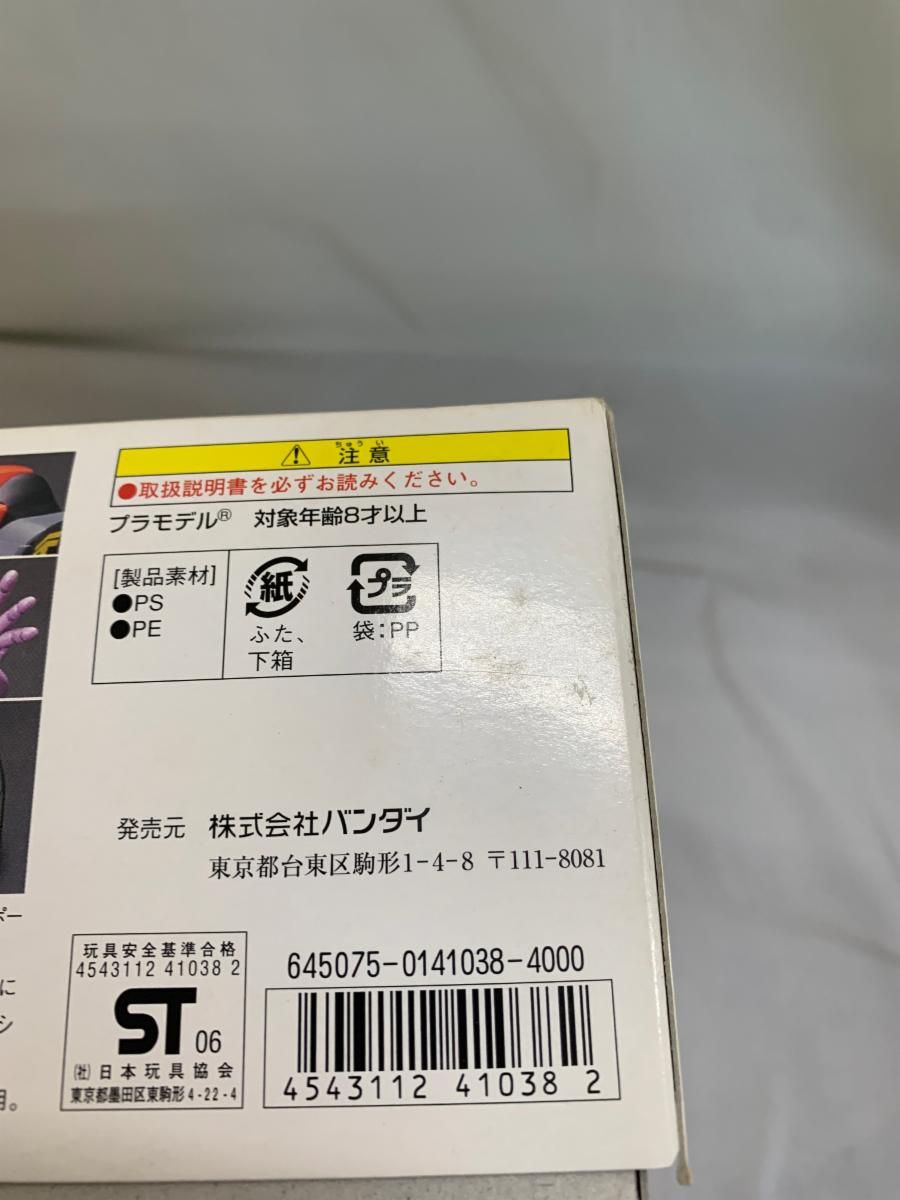 ちゅう い
注意
●取扱説明書を必ずお読みください。
プラモデル® 対象年齢8才以上
[製品素材]
●PS
●PE
紙
ふた、
下箱
プラ
袋:PP
発売元 株式会社バンダイ
東京都台東区駒形1-4-8 〒111-8081
ポー
に
シ
用。
玩具安全基準合格
4543112 41038 2
ST 06
(社)日本玩具協会
東京都墨田区東駒形4-22-4
645075-0141038-4000
4543112 41038 2